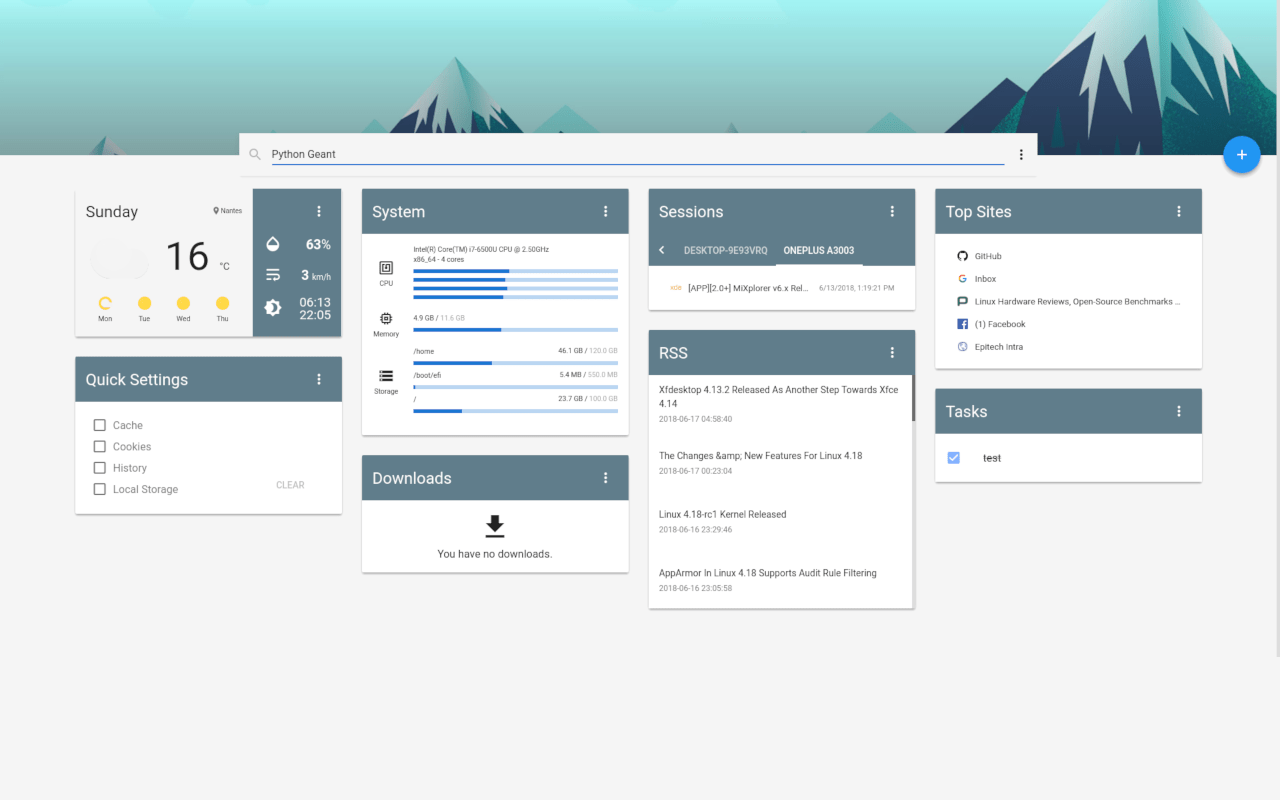 Python Geant
Sunday
Nantes
16 °C
63%
3 km/h
06:13
22:05
Mon Tue Wed Thu
Quick Settings
Cache
Cookies
History
Local Storage
CLEAR
System
Intel(R) Core(TM) i7-6500U CPU @ 2.50GHz
x86_64 - 4 cores
CPU
4.9 GB / 11.6 GB
Memory
/home 46.1 GB / 120.0 GB
/boot/efi 5.4 MB / 550.0 MB
Storage
/ 23.7 GB / 100.0 GB
Downloads
You have no downloads.
Sessions
DESKTOP-9E93VRQ ONEPLUS A3003
[APP][2.0+] MiXplorer v6.x Rel... 6/13/2018, 1:19:21 PM
RSS
Xfdesktop 4.13.2 Released As Another Step Towards Xfce
4.14
2018-06-17 04:58:40
The Changes &amp; New Features For Linux 4.18
2018-06-17 00:23:04
Linux 4.18-rc1 Kernel Released
2018-06-16 23:29:46
AppArmor In Linux 4.18 Supports Audit Rule Filtering
2018-06-16 23:05:58
Top Sites
GitHub
Inbox
Linux Hardware Reviews, Open-Source Benchmarks ...
(1) Facebook
Epitech Intra
Tasks
test